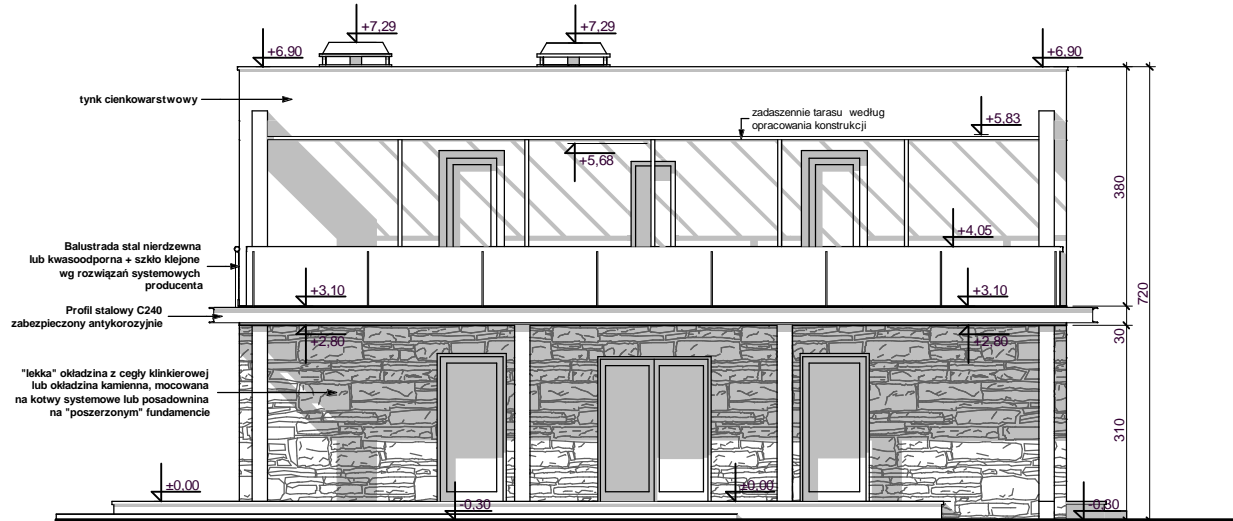 +7,29
+7,29
+6,90
+6,90
tynk cienkowarstwowy
zadaszennie tarasu według
opracowania konstrukcji
+5,83
+5,68
380
Balustrada stal nierdzewna
lub kwasoodporna + szkło klejone
wg rozwiązań systemowych
producenta
+4,05
+3,10
+3,10
720
Profil stalowy C240
zabezpieczony antykorozyjnie
+2,80
+2,80
30
"lekka" okładzina z cegły klinkierowej
lub okładzina kamienna, mocowana
na kotwy systemowe lub posadownina
na "poszerzonym" fundamencie
310
±0,00
±0,00
-0,30
-0,30